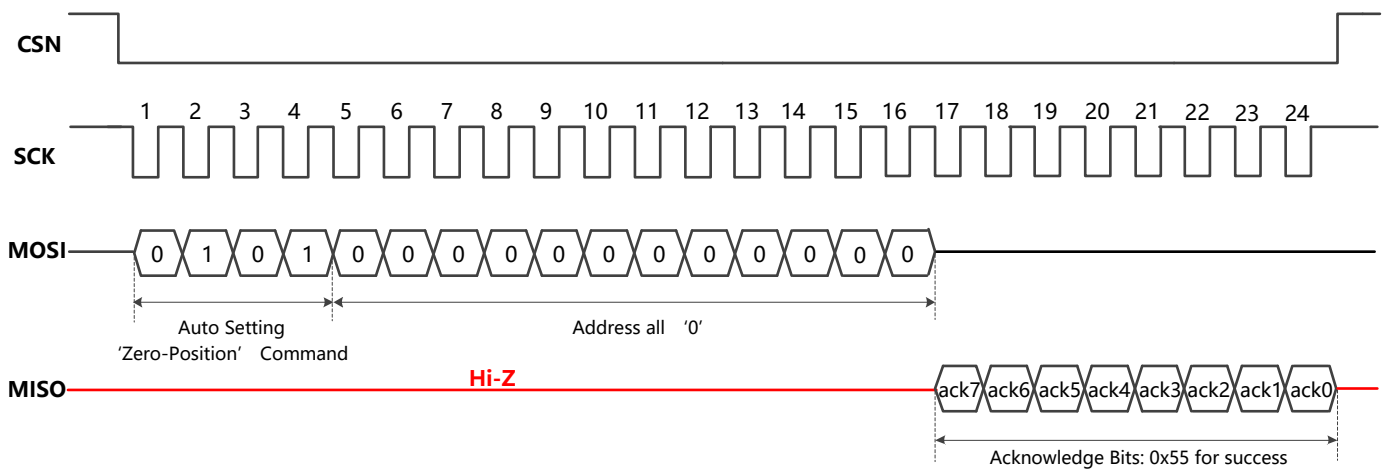 CSN
1 2 3 4 5 6 7 8 9 10 11 12 13 14 15 16 17 18 19 20 21 22 23 24
SCK
MOSI 0 1 0 1 0 0 0 0 0 0 0 0 0 0 0 0
Auto Setting
‘Zero-Position’ Command
Address all ‘0’
Hi-Z
MISO ack7 ack6 ack5 ack4 ack3 ack2 ack1 ack0
Acknowledge Bits: 0x55 for success